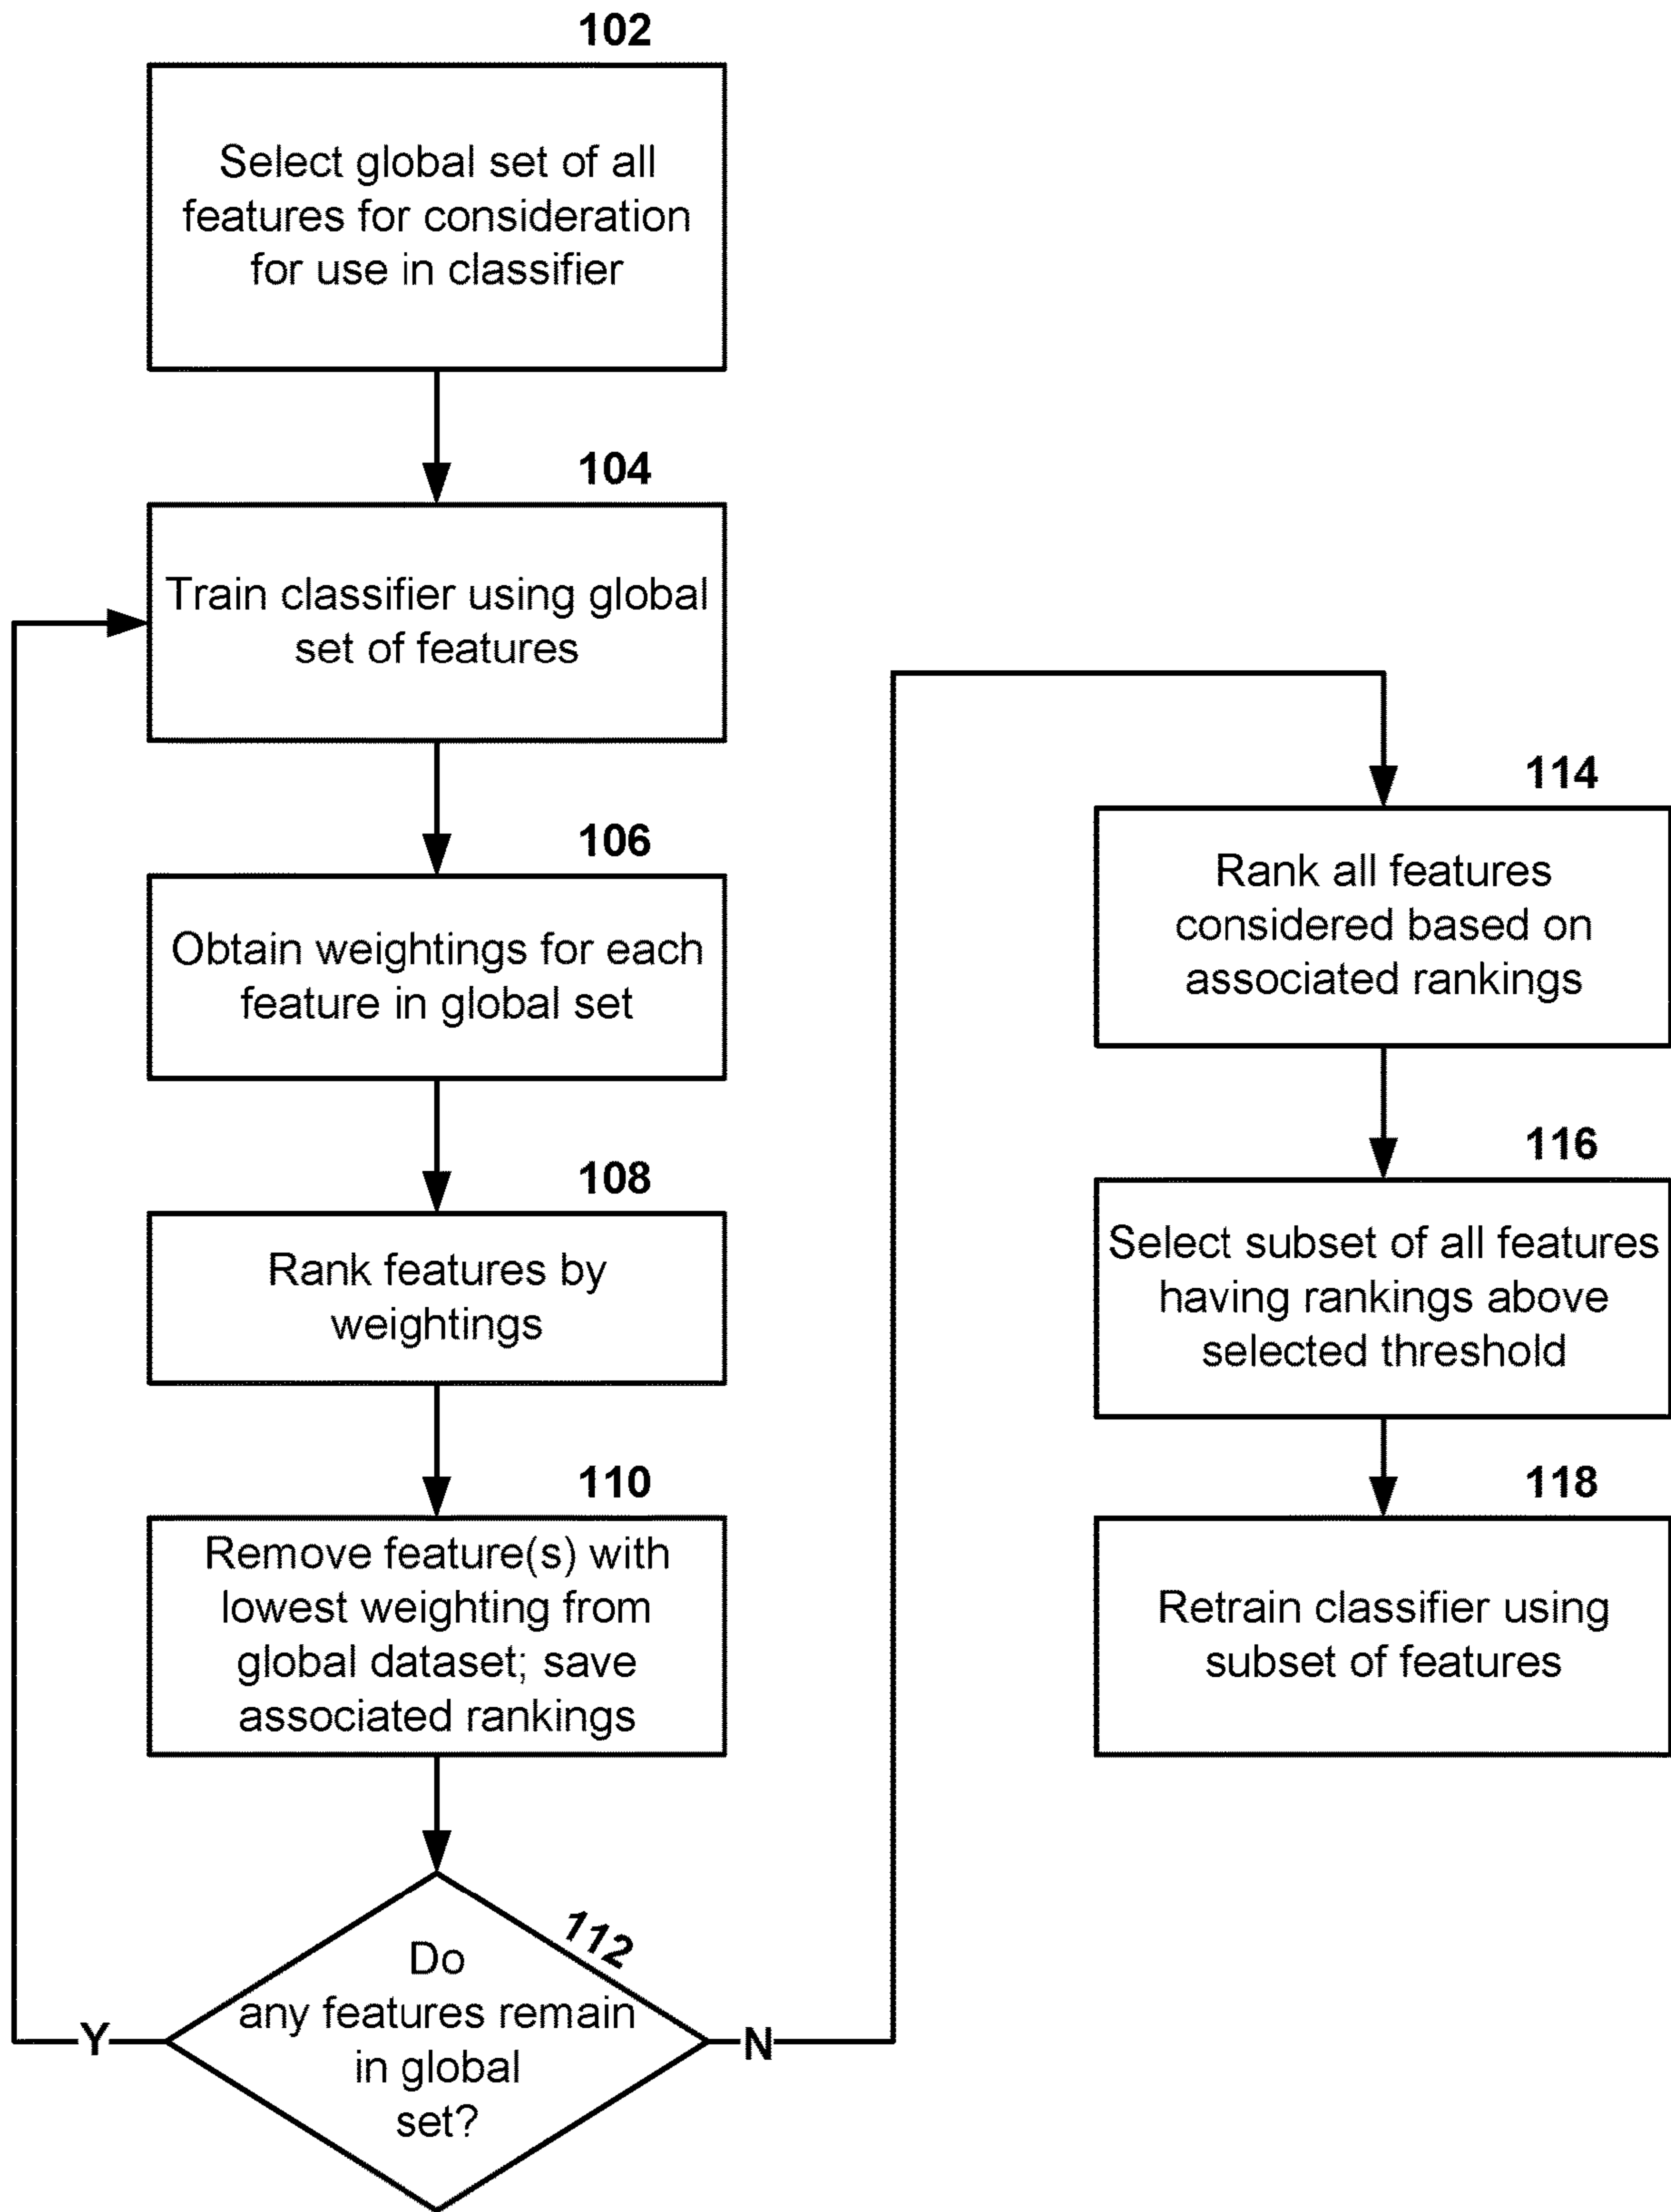 102
Select global set of all
features for consideration
for use in classifier
104
Train classifier using global
set of features
106
Obtain weightings for each
feature in global set
108
Rank features by
weightings
110
Remove feature(s) with
lowest weighting from
global dataset; save
associated rankings
112
Do
any features remain
in global
set?
Y
N
114
Rank all features
considered based on
associated rankings
116
Select subset of all features
having rankings above
selected threshold
118
Retrain classifier using
subset of features